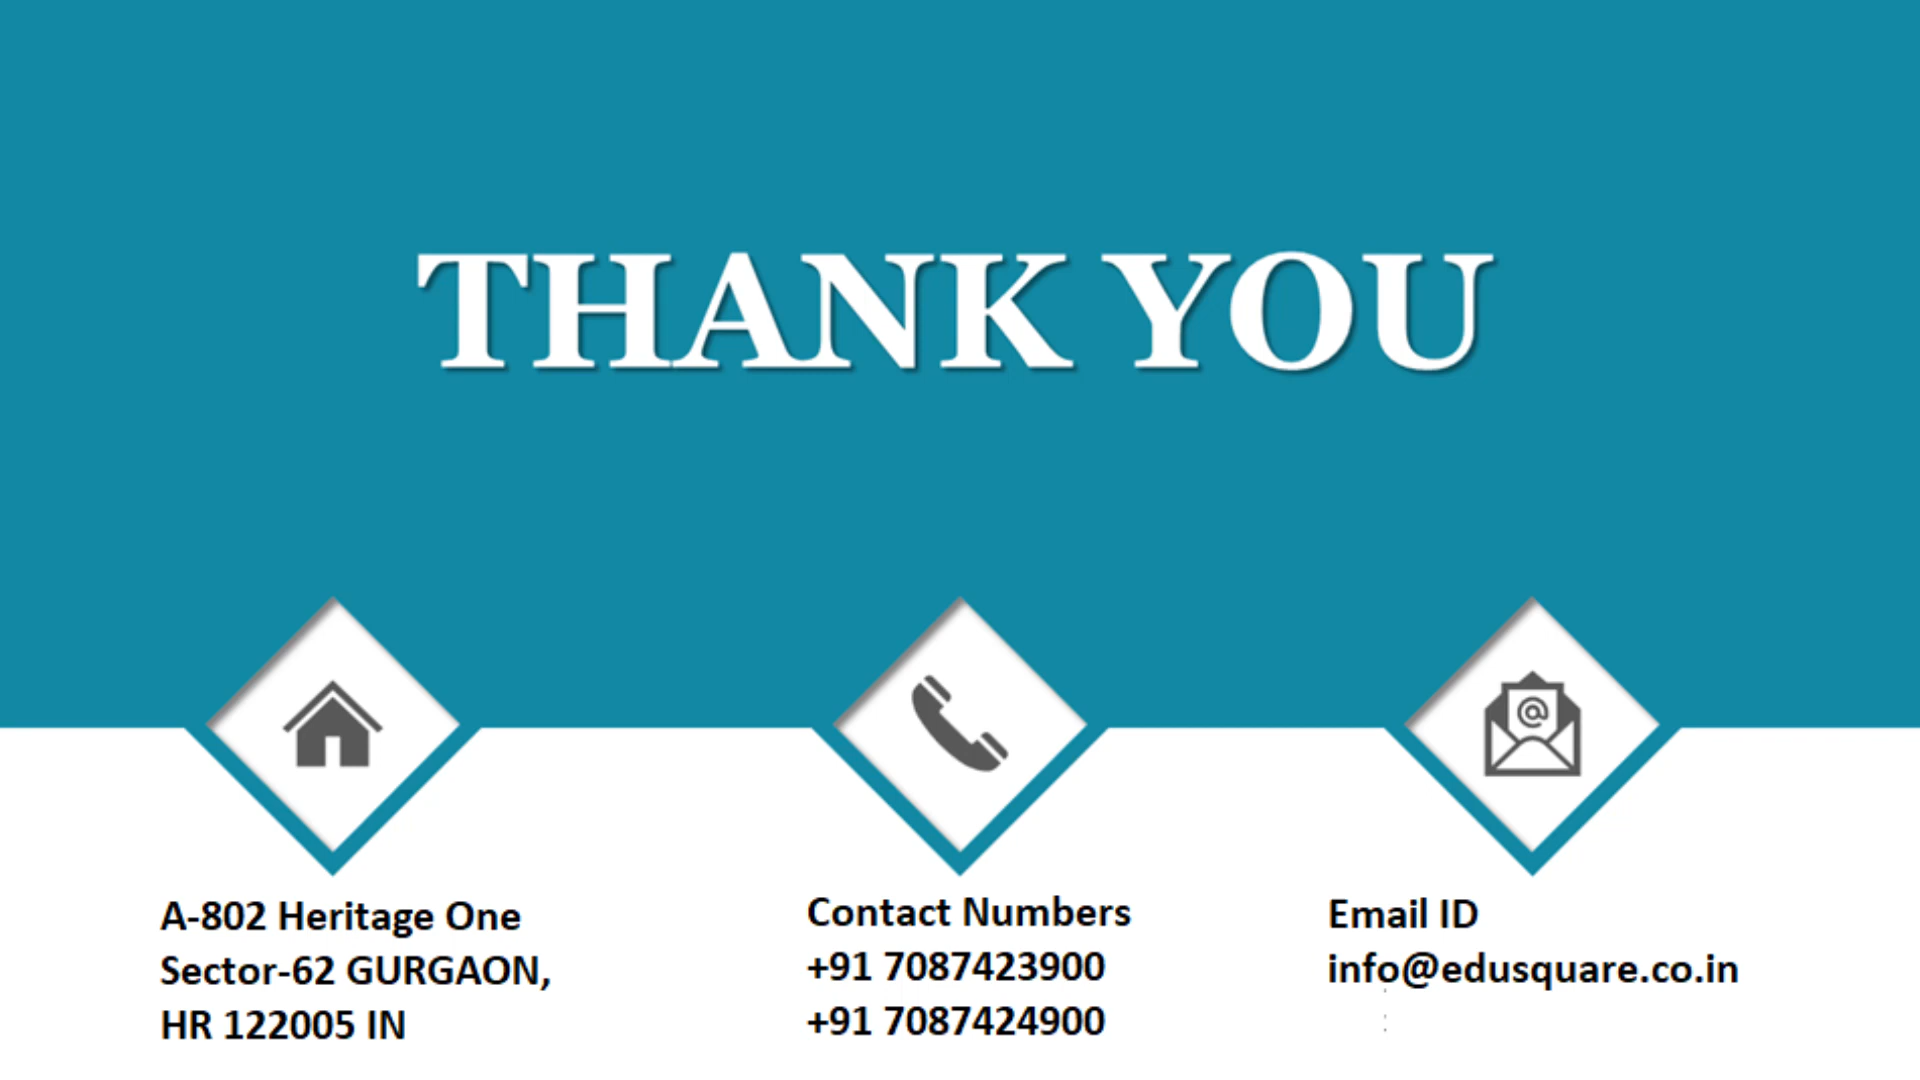 THANK YOU
A-802 Heritage One
Sector-62 GURGAON,
HR 122005 IN
Contact Numbers
+91 7087423900
+91 7087424900
Email ID
info@edusquare.co.in